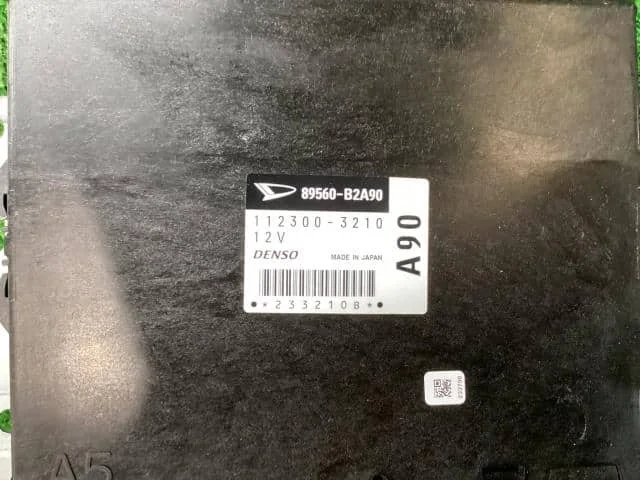 89560-B2A90
112300-3210
12V
DENSO MADE IN JAPAN
*2332108*
A90
A5